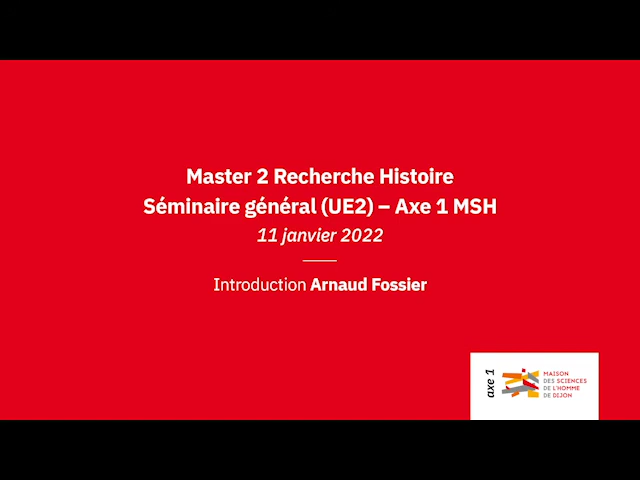 Master 2 Recherche Histoire
Séminaire général (UE2) – Axe 1 MSH
11 janvier 2022
Introduction Arnaud Fossier
axe 1
MAISON
DES SCIENCES
DE L'HOMME
DE DIJON